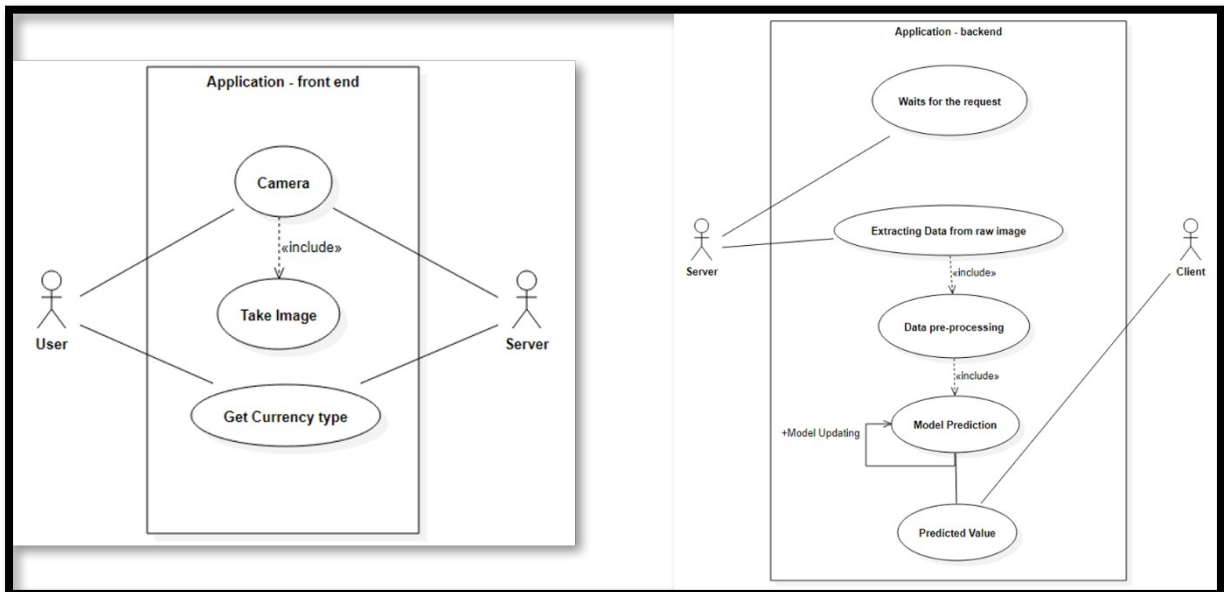 Application - front end
Camera
«include»
Take Image
User
Server
Get Currency type
Application - backend
Waits for the request
Extracting Data from raw image
Server
Client
«include»
Data pre-processing
«include»
Model Prediction
+Model Updating
Predicted Value